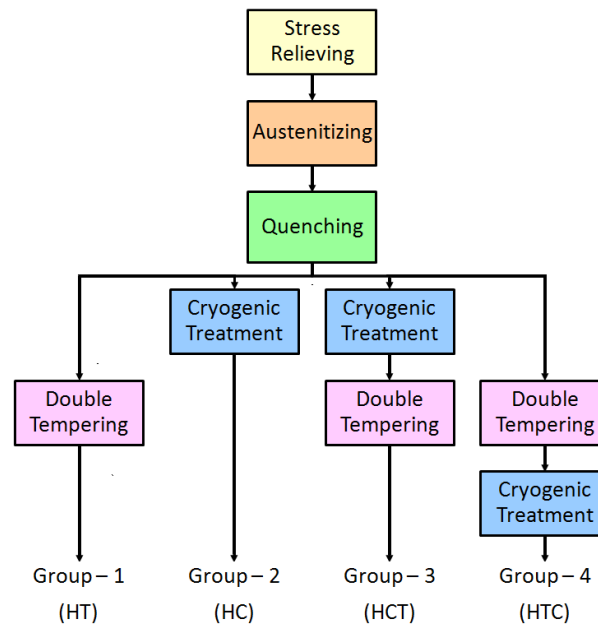 Stress
Relieving
Austenitizing
Quenching
Cryogenic
Treatment
Cryogenic
Treatment
Double
Tempering
Double
Tempering
Double
Tempering
Cryogenic
Treatment
Group – 1
Group – 2
Group – 3
Group – 4
(HT)
(HC)
(HCT)
(HTC)